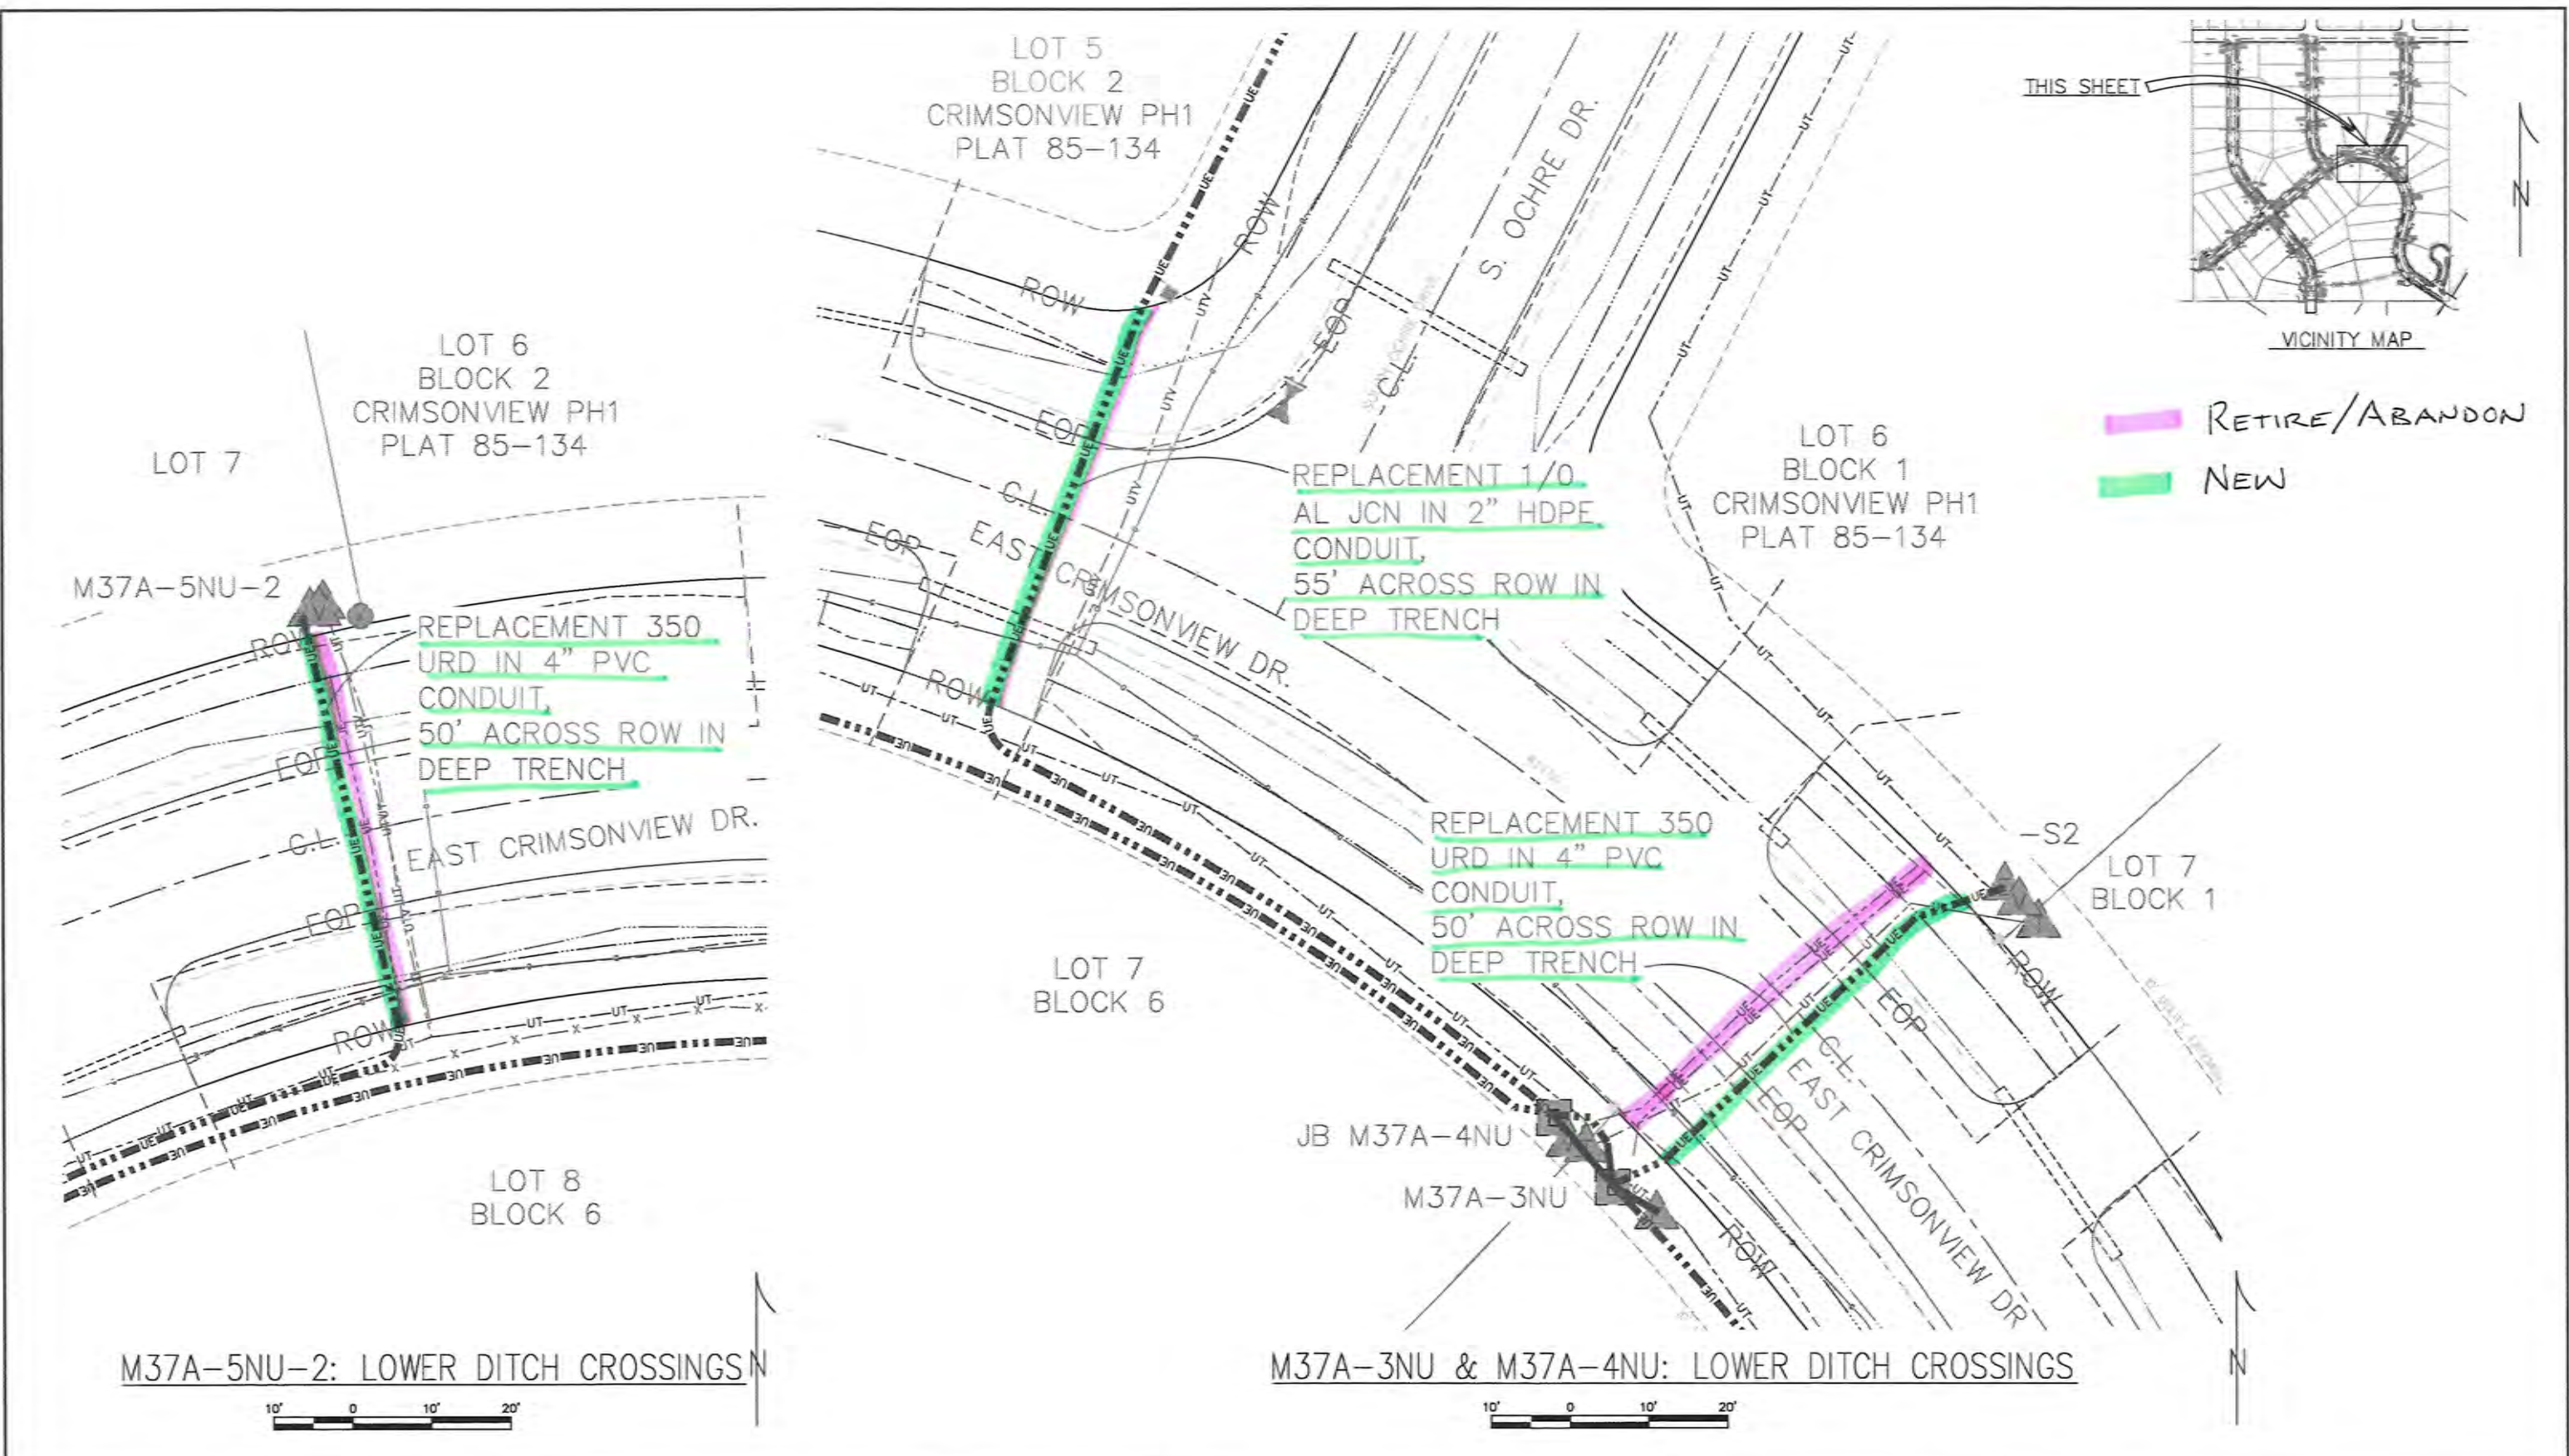 LOT 5
BLOCK 2
CRIMSONVIEW PH1
PLAT 85-134
THIS SHEET
N
VICINITY MAP
RETIRE/ABANDON
NEW
LOT 6
BLOCK 2
CRIMSONVIEW PH1
PLAT 85-134
LOT 7
M37A-5NU-2
ROW
REPLACEMENT 350
URD IN 4" PVC
CONDUIT,
50' ACROSS ROW IN
DEEP TRENCH
EOP
C.L.
EAST CRIMSONVIEW DR.
EOP
ROW
UT
UE
LOT 8
BLOCK 6
M37A-5NU-2: LOWER DITCH CROSSINGS
N
10' 0 10' 20'
UE
UT
UTV
ROW
ROW
S. OCHRE DR.
EOP
C.L.
EOP
C.L.
EOP
EAST CRIMSONVIEW DR.
ROW
REPLACEMENT 1/0
AL JCN IN 2" HDPE
CONDUIT,
55' ACROSS ROW IN
DEEP TRENCH
LOT 6
BLOCK 1
CRIMSONVIEW PH1
PLAT 85-134
REPLACEMENT 350
URD IN 4" PVC
CONDUIT,
50' ACROSS ROW IN
DEEP TRENCH
-S2
LOT 7
BLOCK 1
LOT 7
BLOCK 6
ROW
EOP
C.L.
EAST CRIMSONVIEW DR
EOP
JB M37A-4NU
M37A-3NU
ROW
M37A-3NU & M37A-4NU: LOWER DITCH CROSSINGS
N
10' 0 10' 20'